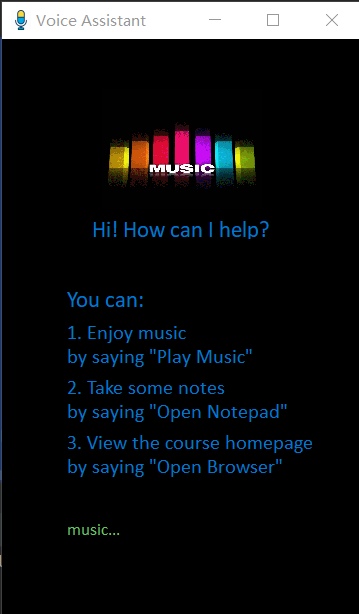 Voice Assistant
MUSIC
Hi! How can I help?
You can:
1. Enjoy music
by saying "Play Music"
2. Take some notes
by saying "Open Notepad"
3. View the course homepage
by saying "Open Browser"
music...